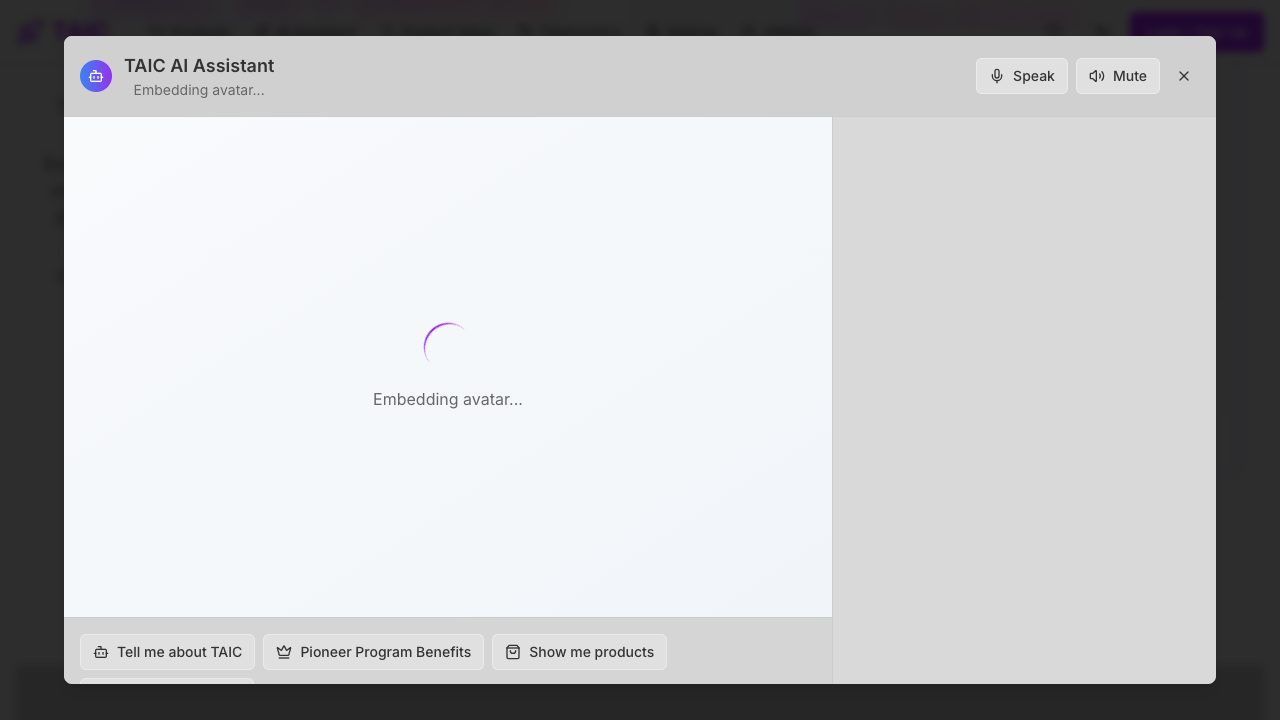 TAIC AI Assistant
Embedding avatar...
Speak
Mute
Embedding avatar...
Tell me about TAIC
Pioneer Program Benefits
Show me products